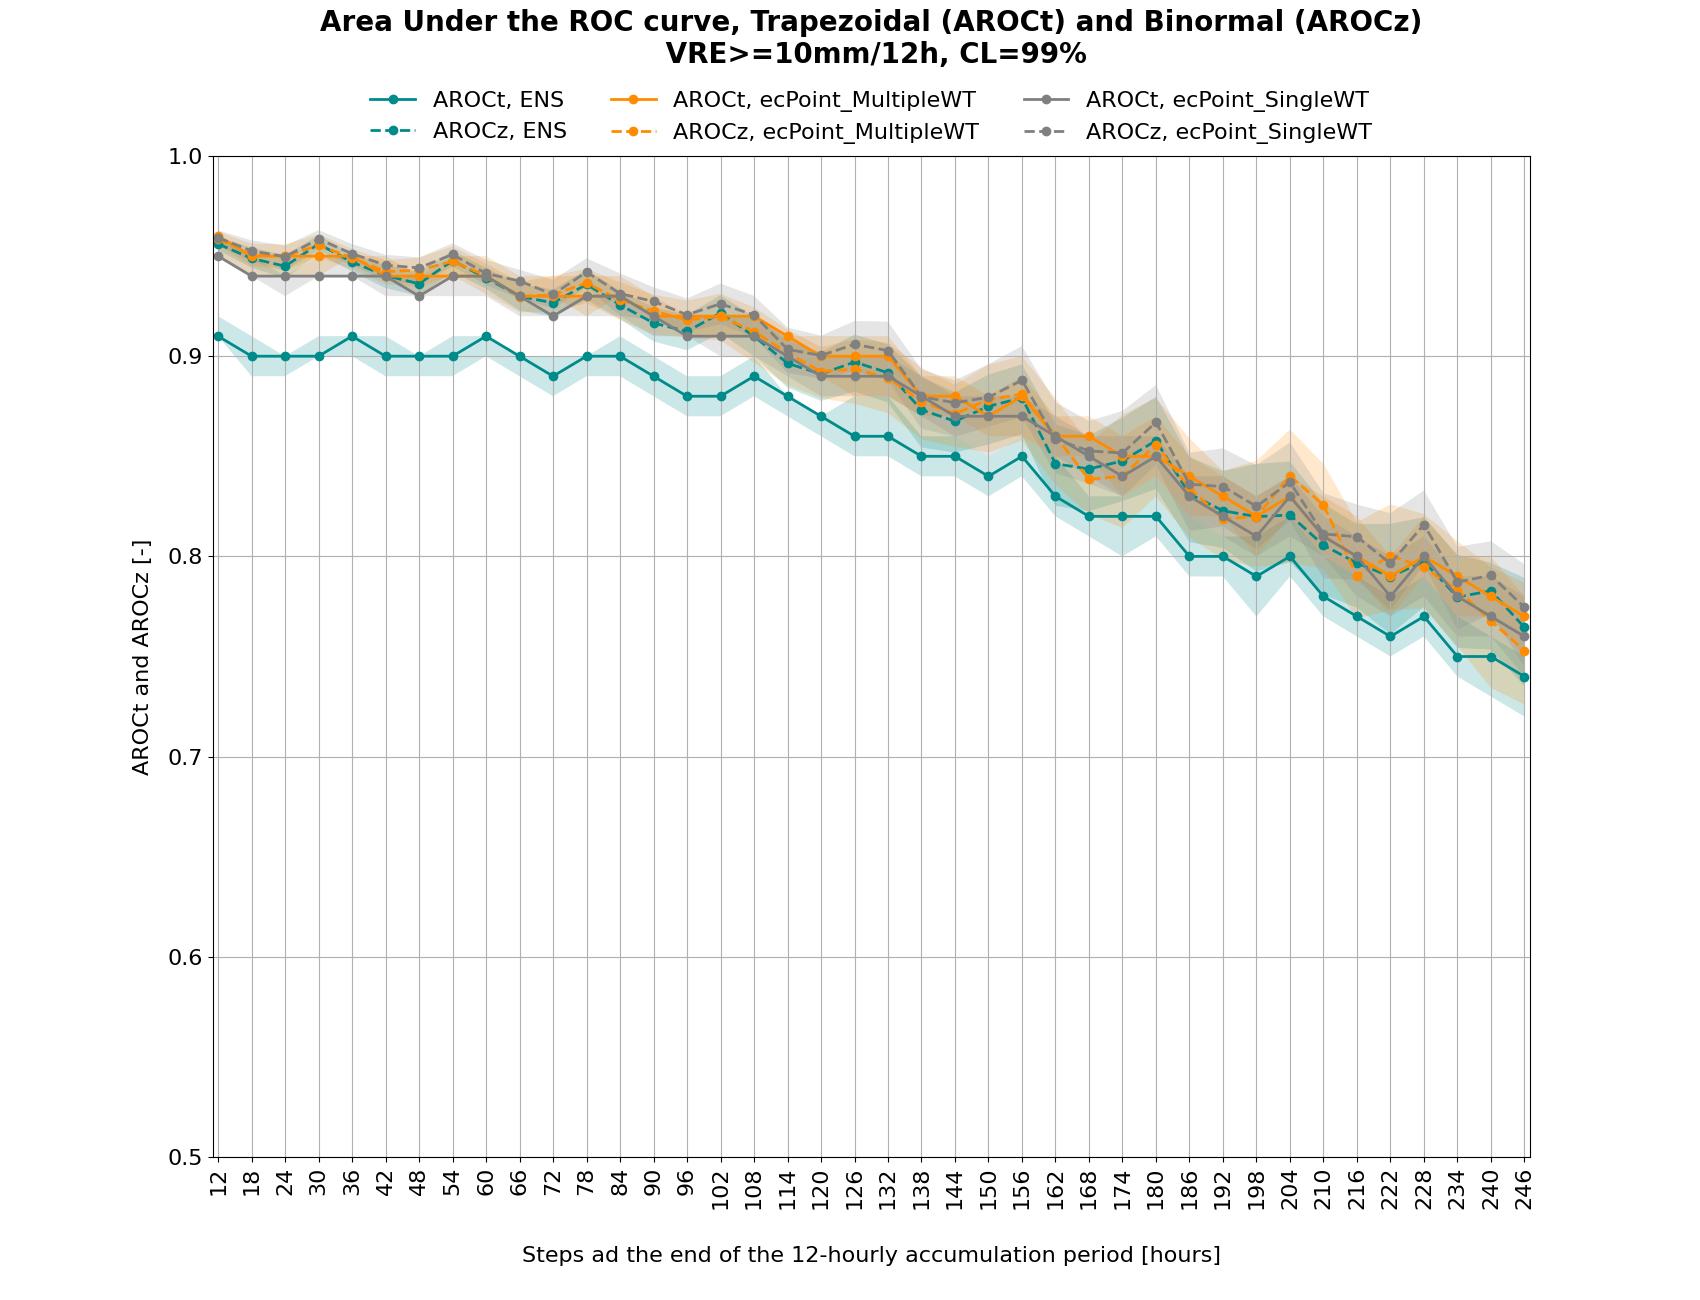 Area Under the ROC curve, Trapezoidal (AROCt) and Binormal (AROCz)
VRE>=10mm/12h, CL=99%
AROCt, ENS
AROCz, ENS
AROCt, ecPoint_MultipleWT
AROCz, ecPoint_MultipleWT
AROCt, ecPoint_SingleWT
AROCz, ecPoint_SingleWT
AROCt and AROCz [-]
1.0
0.9
0.8
0.7
0.6
0.5
12 18 24 30 36 42 48 54 60 66 72 78 84 90 96 102 108 114 120 126 132 138 144 150 156 162 168 174 180 186 192 198 204 210 216 222 228 234 240 246
Steps ad the end of the 12-hourly accumulation period [hours]